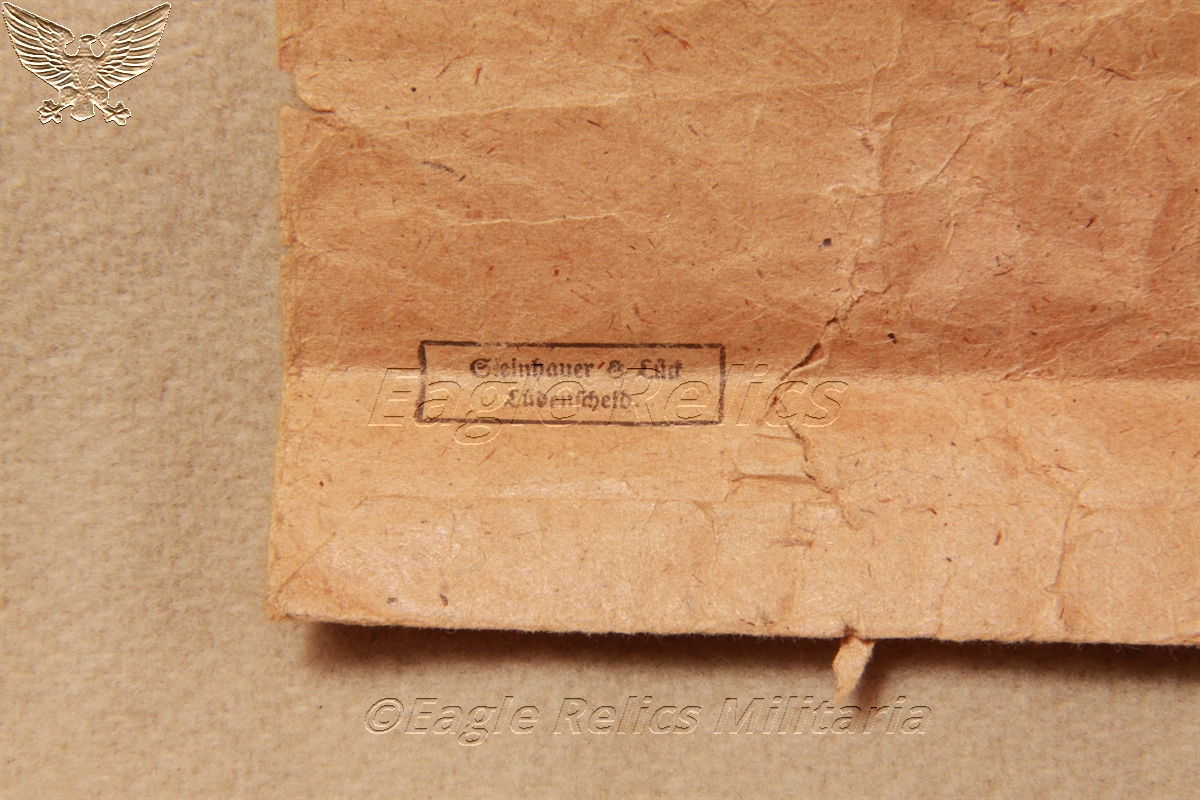 Steinhauer & Lück
Lüdenscheid.
Eagle Relics
©Eagle Relics Militaria